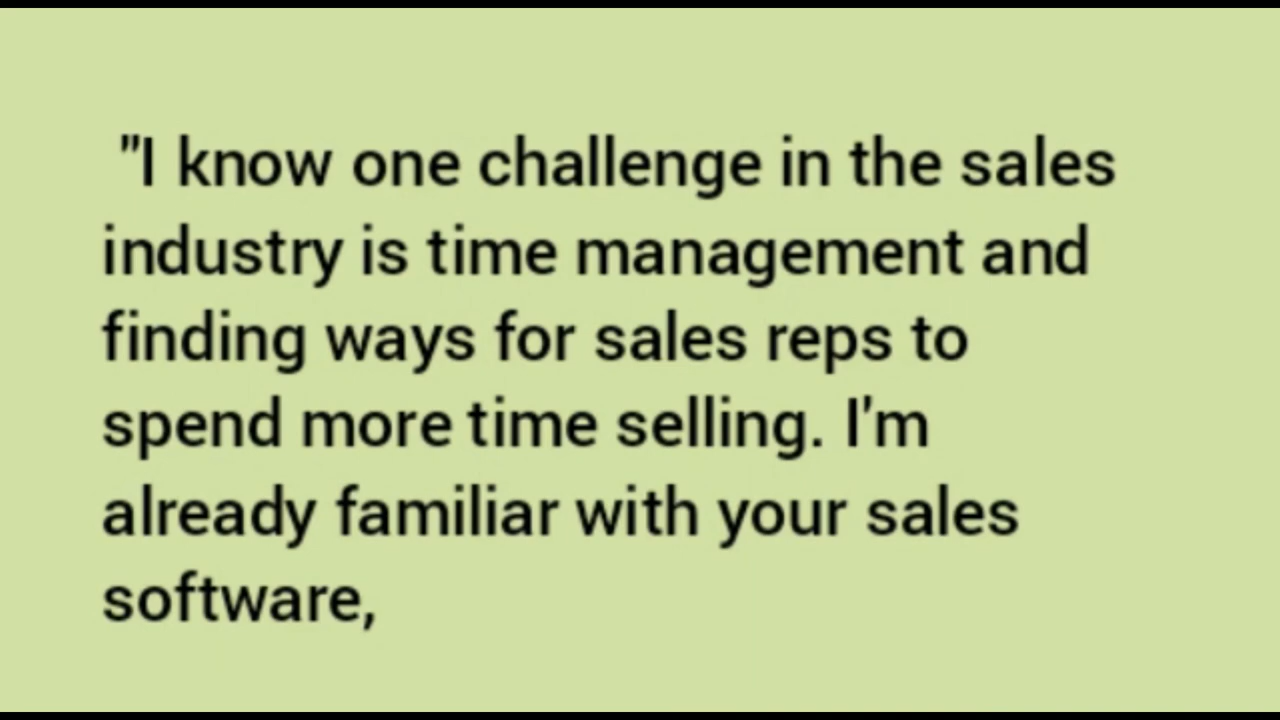 "I know one challenge in the sales
industry is time management and
finding ways for sales reps to
spend more time selling. I'm
already familiar with your sales
software,